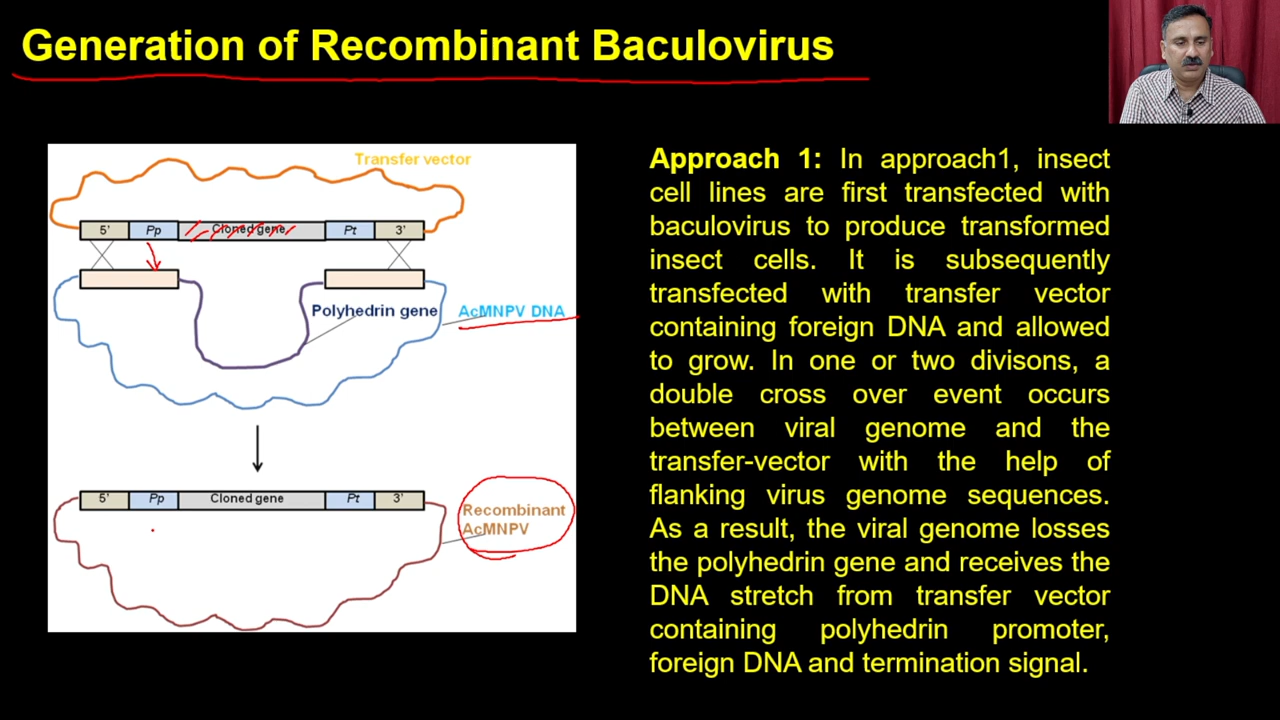 Generation of Recombinant Baculovirus
Transfer vector
5' Pp Cloned gene Pt 3'
Polyhedrin gene
AcMNPV DNA
5' Pp Cloned gene Pt 3'
Recombinant
AcMNPV
Approach 1: In approach1, insect
cell lines are first transfected with
baculovirus to produce transformed
insect cells. It is subsequently
transfected with transfer vector
containing foreign DNA and allowed
to grow. In one or two divisons, a
double cross over event occurs
between viral genome and the
transfer-vector with the help of
flanking virus genome sequences.
As a result, the viral genome losses
the polyhedrin gene and receives the
DNA stretch from transfer vector
containing polyhedrin promoter,
foreign DNA and termination signal.